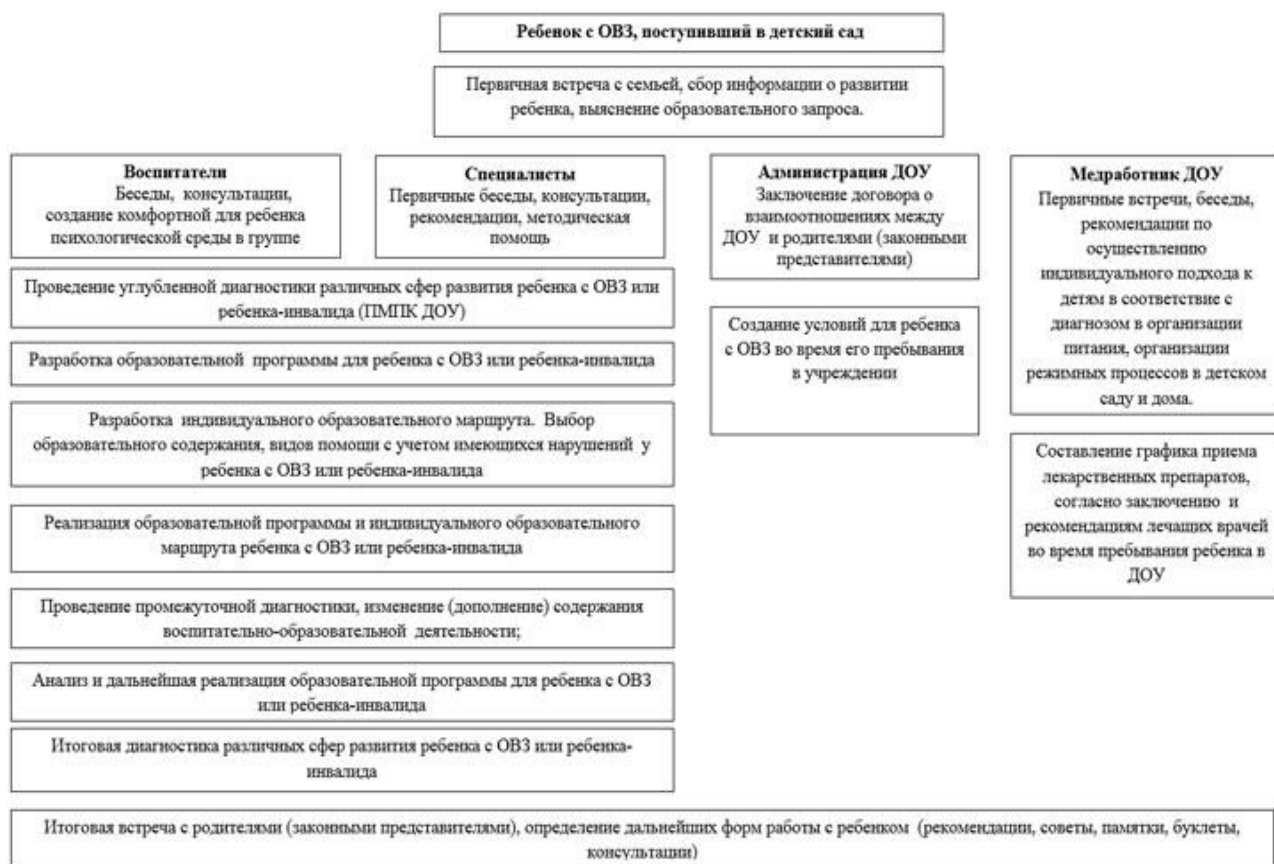 Ребенок с ОВЗ, поступивший в детский сад
Первичная встреча с семьей, сбор информации о развитии
ребенка, выяснение образовательного запроса.
Воспитатели
Беседы, консультации,
создание комфортной для ребенка
психологической среды в группе
Специалисты
Первичные беседы, консультации,
рекомендации, методическая
помощь
Администрация ДОУ
Заключение договора о
взаимоотношениях между
ДОУ и родителями (законными
представителями)
Медработник ДОУ
Первичные встречи, беседы,
рекомендации по
осуществлению
индивидуального подхода к
детям в соответствие с
диагнозом в организации
питания, организации
режимных процессов в детском
саду и дома.
Проведение углубленной диагностики различных сфер развития ребенка с ОВЗ или
ребенка-инвалида (ПМПК ДОУ)
Создание условий для ребенка
с ОВЗ во время его пребывания
в учреждении
Разработка образовательной программы для ребенка с ОВЗ или ребенка-инвалида
Разработка индивидуального образовательного маршрута. Выбор
образовательного содержания, видов помощи с учетом имеющихся нарушений у
ребенка с ОВЗ или ребенка-инвалида
Составление графика приема
лекарственных препаратов,
согласно заключению и
рекомендациям лечащих врачей
во время пребывания ребенка в
ДОУ
Реализация образовательной программы и индивидуального образовательного
маршрута ребенка с ОВЗ или ребенка-инвалида
Проведение промежуточной диагностики, изменение (дополнение) содержания
воспитательно-образовательной деятельности;
Анализ и дальнейшая реализация образовательной программы для ребенка с ОВЗ
или ребенка-инвалида
Итоговая диагностика различных сфер развития ребенка с ОВЗ или ребенка-
инвалида
Итоговая встреча с родителями (законными представителями), определение дальнейших форм работы с ребенком (рекомендации, советы, памятки, буклеты,
консультации)